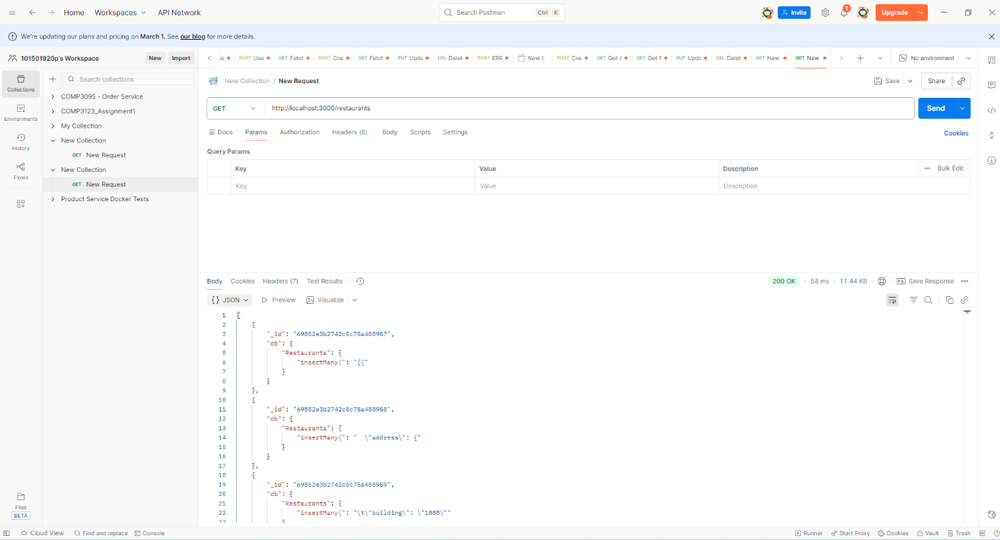 Home Workspaces API Network Search Postman Ctrl K Invite 1 Upgrade
We're updating our plans and pricing on March 1. See our blog for more details.
101501920p's Workspace New Import
POST Use GET Fetch POST Cre. GET Fetch PUT Upda DEL Delet POST ERR New C POST Cre. GET Get A GET Get F PUT Upda DEL Delet GET New GET New No environment
Collections
Environments
History
Flows
Files
BETA
Search collections
COMP3095 - Order Service
COMP3123_Assignment1
My Collection
New Collection
GET New Request
New Collection
GET New Request
Product Service Docker Tests
HTTP New Collection / New Request Save Share
GET http://localhost:3000/restaurants Send
Docs Params Authorization Headers (6) Body Scripts Settings Cookies
Query Params
Key Value Description Bulk Edit
Key Value Description
Body Cookies Headers (7) Test Results 200 OK 58 ms 11.44 KB Save Response
{} JSON Preview Visualize
1 [
2 {
3 "_id": "69852e3b2742c5c75a488957",
4 "db": {
5 "Restaurants": {
6 "insertMany(": "[{"
7 }
8 }
9 },
10 {
11 "_id": "69852e3b2742c5c75a488958",
12 "db": {
13 "Restaurants": {
14 "insertMany(": "  \"address\": {"
15 }
16 }
17 },
18 {
19 "_id": "69852e3b2742c5c75a488959",
20 "db": {
21 "Restaurants": {
22 "insertMany(": "\t\"building\": \"1008\""
23 }
Cloud View Find and replace Console Runner Start Proxy Cookies Vault Trash